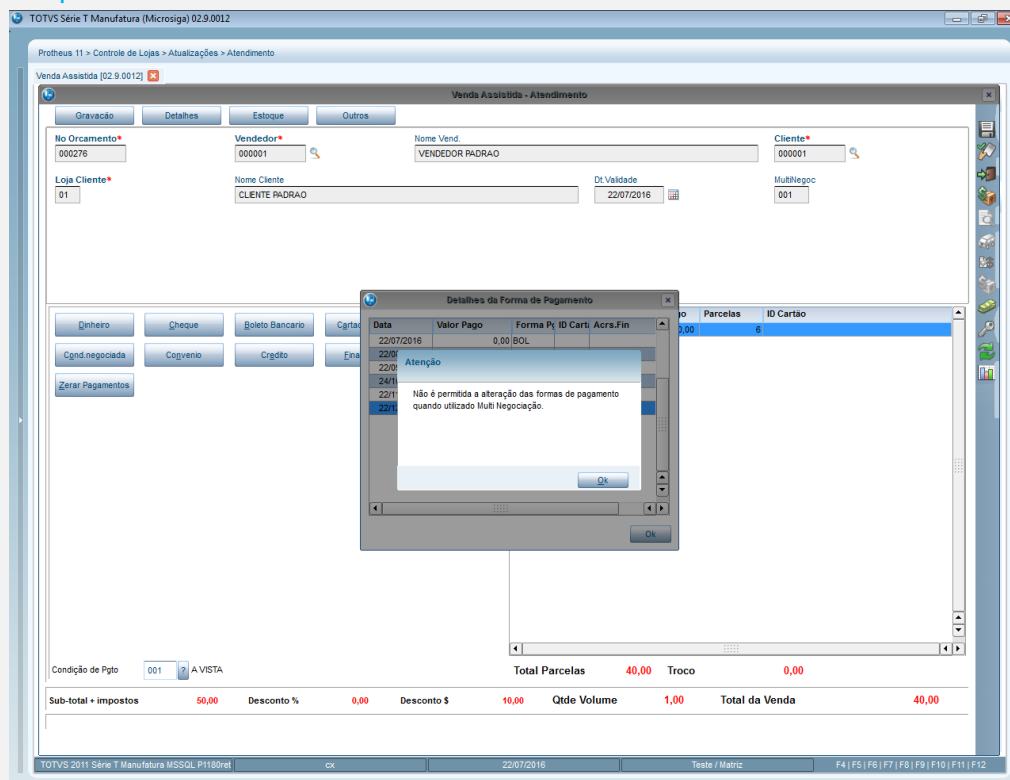 TOTVS Série T Manufatura (Microsiga) 02.9.0012
Protheus 11 > Controle de Lojas > Atualizações > Atendimento
Venda Assistida [02.9.0012]
Venda Assistida - Atendimento
Gravacão Detalhes Estoque Outros
No Orcamento* Vendedor* Nome Vend. Cliente*
000276 000001 VENDEDOR PADRAO 000001
Loja Cliente* Nome Cliente Dt.Validade MultiNegoc
01 CLIENTE PADRAO 22/07/2016 001
Detalhes da Forma de Pagamento
Dinheiro Cheque Boleto Bancario
Parcelas ID Cartão
6
Data Valor Pago Forma ID Acrs.Fin
22/07/2016 0,00 BOL
Cond.negociada Convenio Credito
Zerar Pagamentos
Atenção
Não é permitida a alteração das formas de pagamento
quando utilizado Multi Negociação.
Ok
Ok
Condição de Pgto 001 ? A VISTA
Total Parcelas 40,00 Troco 0,00
Sub-total + impostos 50,00 Desconto % 0,00 Desconto $ 10,00 Qtde Volume 1,00 Total da Venda 40,00
TOTVS 2011 Série T Manufatura MSSQL P1180ret cx 22/07/2016 Teste / Matriz F4 | F5 | F6 | F7 | F8 | F9 | F10 | F11 | F12